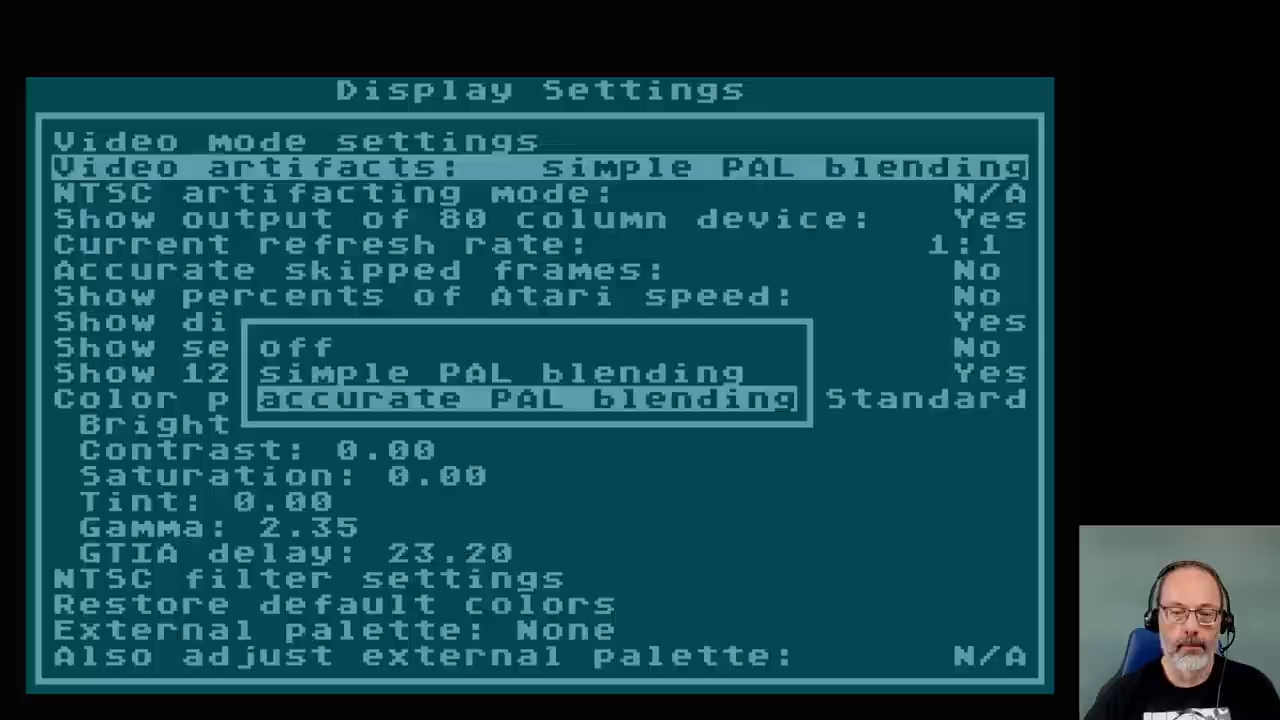 Display Settings
Video mode settings
Video artifacts: simple PAL blending
NTSC artifacting mode: N/A
Show output of 80 column device: Yes
Current refresh rate: 1:1
Accurate skipped frames: No
Show percents of Atari speed: No
Show di Yes
Show se off No
Show 12 simple PAL blending Yes
Color p accurate PAL blending Standard
Bright
Contrast: 0.00
Saturation: 0.00
Tint: 0.00
Gamma: 2.35
GTIA delay: 23.20
NTSC filter settings
Restore default colors
External palette: None
Also adjust external palette: N/A